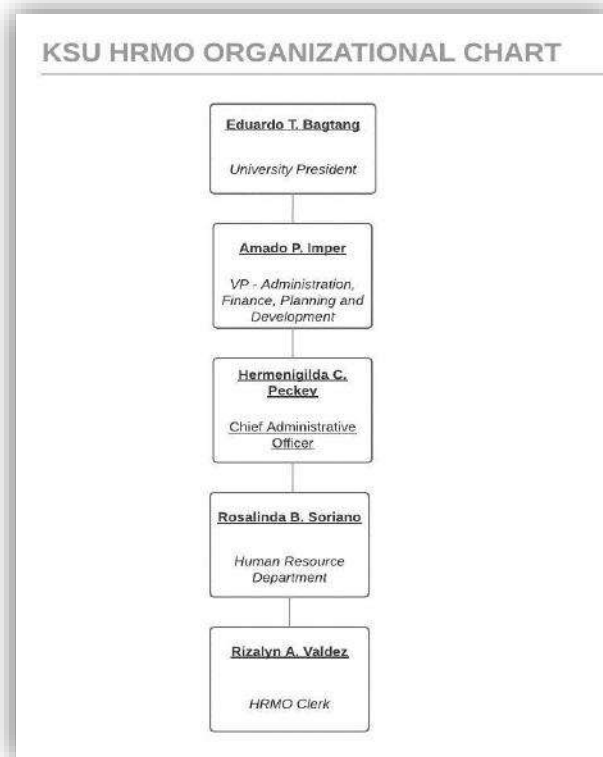 KSU HRMO ORGANIZATIONAL CHART
Eduardo T. Bagtang
University President
Amado P. Imper
VP - Administration,
Finance, Planning and
Development
Hermenigilda C.
Peckey
Chief Administrative
Officer
Rosalinda B. Soriano
Human Resource
Department
Rizalyn A. Valdez
HRMO Clerk